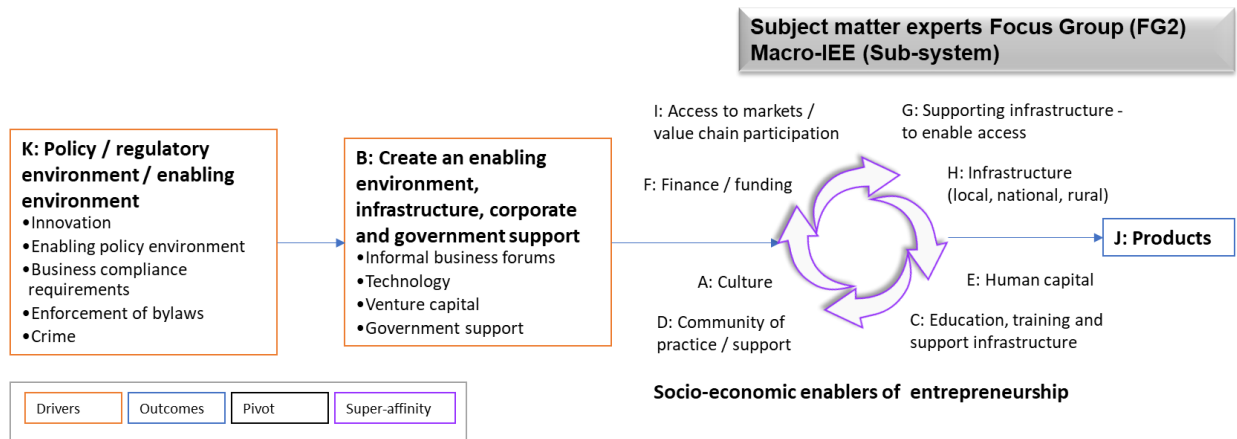 Subject matter experts Focus Group (FG2)
Macro-IEE (Sub-system)
K: Policy / regulatory
environment / enabling
environment
•Innovation
•Enabling policy environment
•Business compliance
requirements
•Enforcement of bylaws
•Crime
B: Create an enabling
environment,
infrastructure, corporate
and government support
•Informal business forums
•Technology
•Venture capital
•Government support
I: Access to markets /
value chain participation
G: Supporting infrastructure -
to enable access
F: Finance / funding
H: Infrastructure
(local, national, rural)
A: Culture
E: Human capital
D: Community of
practice / support
C: Education, training and
support infrastructure
Socio-economic enablers of  entrepreneurship
J: Products
Drivers
Outcomes
Pivot
Super-affinity